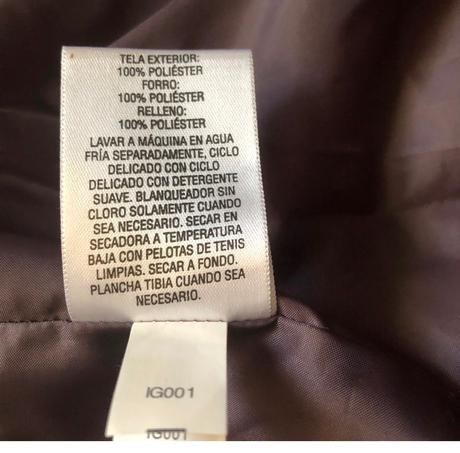 TELA EXTERIOR:
100% POLIÉSTER
FORRO:
100% POLIÉSTER
RELLENO:
100% POLIÉSTER
LAVAR A MÁQUINA EN AGUA
FRÍA SEPARADAMENTE, CICLO
DELICADO CON CICLO
DELICADO CON DETERGENTE
SUAVE. BLANQUEADOR SIN
CLORO SOLAMENTE CUANDO
SEA NECESARIO. SECAR EN
SECADORA A TEMPERATURA
BAJA CON PELOTAS DE TENIS
LIMPIAS. SECAR A FONDO.
PLANCHA TIBIA CUANDO SEA
NECESARIO.
IG001
IG001